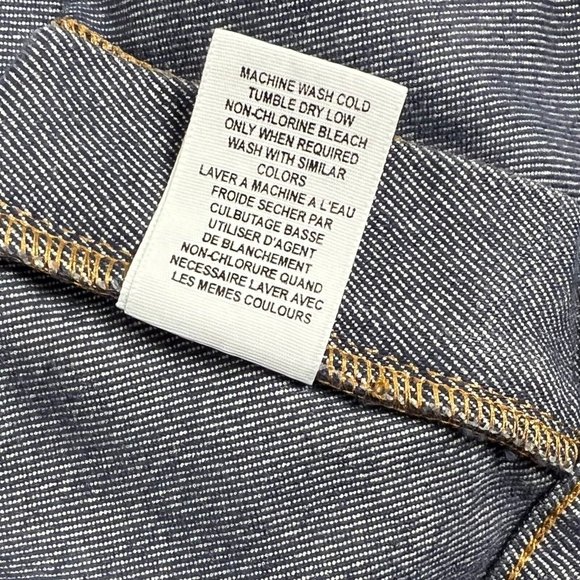 MACHINE WASH COLD
TUMBLE DRY LOW
NON-CHLORINE BLEACH
ONLY WHEN REQUIRED
WASH WITH SIMILAR
COLORS
LAVER A MACHINE A L'EAU
FROIDE SECHER PAR
CULBUTAGE BASSE
UTILISER D'AGENT
DE BLANCHEMENT
NON-CHLORURE QUAND
NECESSAIRE LAVER AVEC
LES MEMES COULOURS